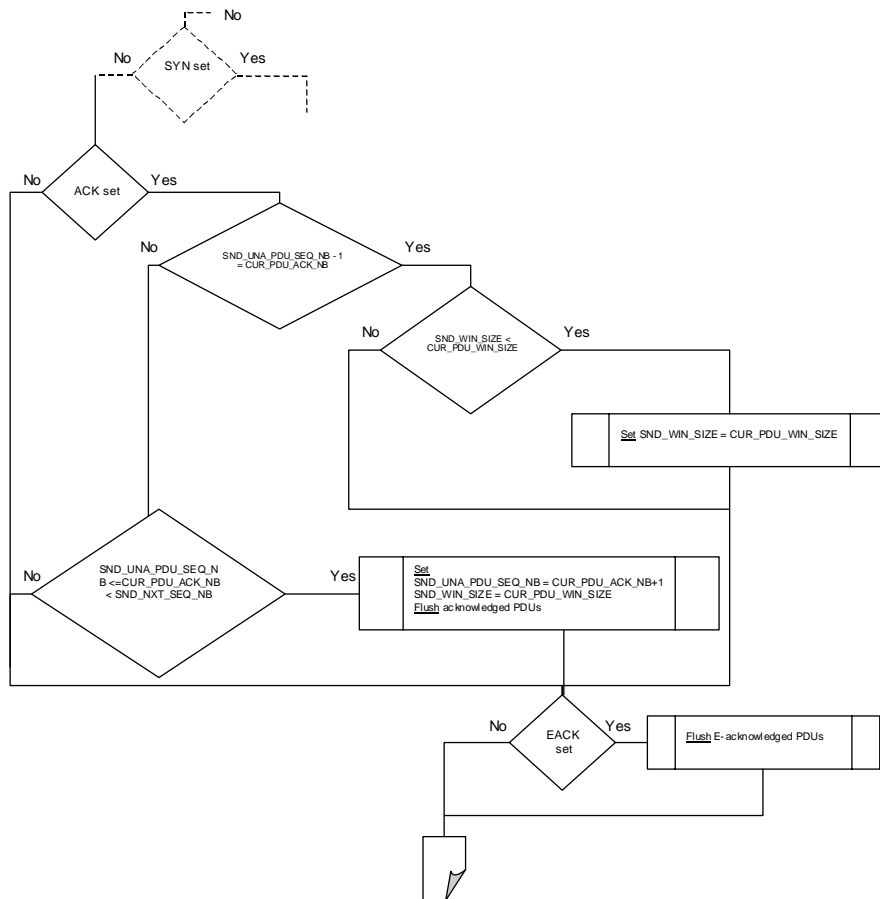 No
No
Yes
SYN set
No
Yes
ACK set
No
Yes
SND_UNA_PDU_SEQ_NB - 1
= CUR_PDU_ACK_NB
No
Yes
SND_WIN_SIZE <
CUR_PDU_WIN_SIZE
Set SND_WIN_SIZE = CUR_PDU_WIN_SIZE
No
Yes
SND_UNA_PDU_SEQ_N
B <=CUR_PDU_ACK_NB
< SND_NXT_SEQ_NB
Set
SND_UNA_PDU_SEQ_NB = CUR_PDU_ACK_NB+1
SND_WIN_SIZE = CUR_PDU_WIN_SIZE
Flush acknowledged PDUs
No
Yes
EACK
set
Flush E-acknowledged PDUs